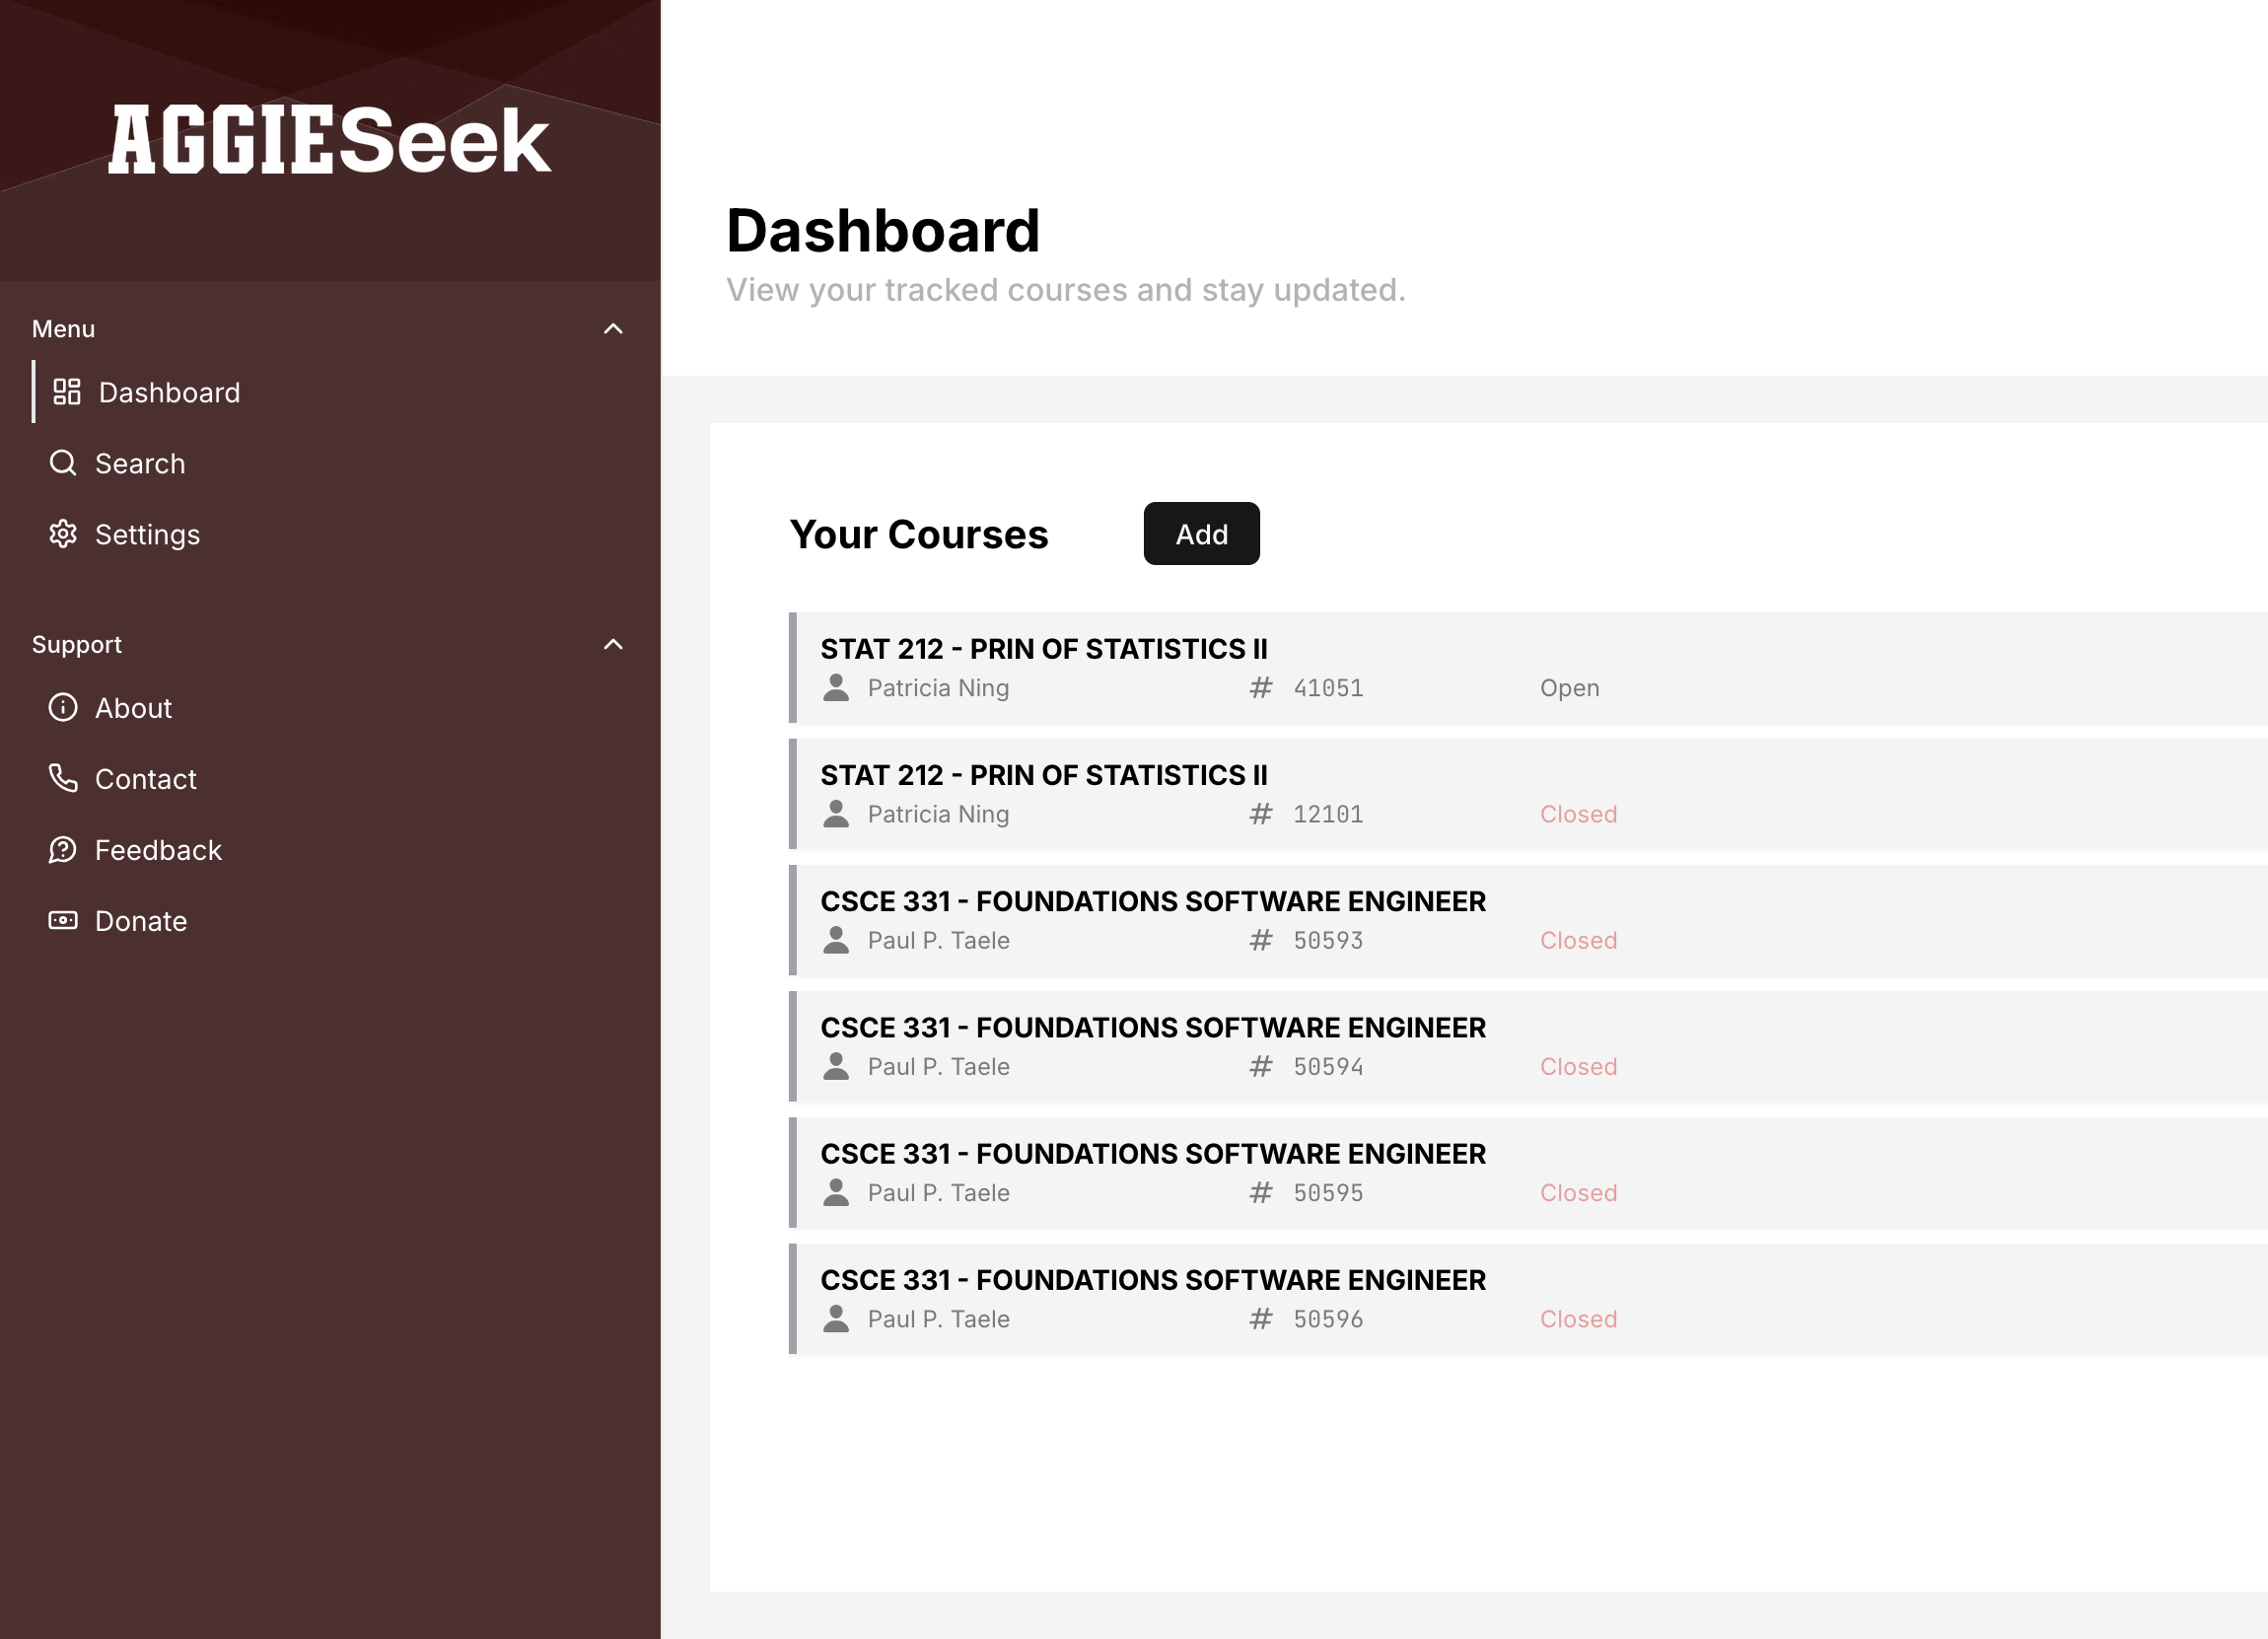 AGGIESeek
Menu
Dashboard
Search
Settings
Support
About
Contact
Feedback
Donate
Dashboard
View your tracked courses and stay updated.
Your Courses
Add
STAT 212 - PRIN OF STATISTICS II
Patricia Ning # 41051 Open
STAT 212 - PRIN OF STATISTICS II
Patricia Ning # 12101 Closed
CSCE 331 - FOUNDATIONS SOFTWARE ENGINEER
Paul P. Taele # 50593 Closed
CSCE 331 - FOUNDATIONS SOFTWARE ENGINEER
Paul P. Taele # 50594 Closed
CSCE 331 - FOUNDATIONS SOFTWARE ENGINEER
Paul P. Taele # 50595 Closed
CSCE 331 - FOUNDATIONS SOFTWARE ENGINEER
Paul P. Taele # 50596 Closed